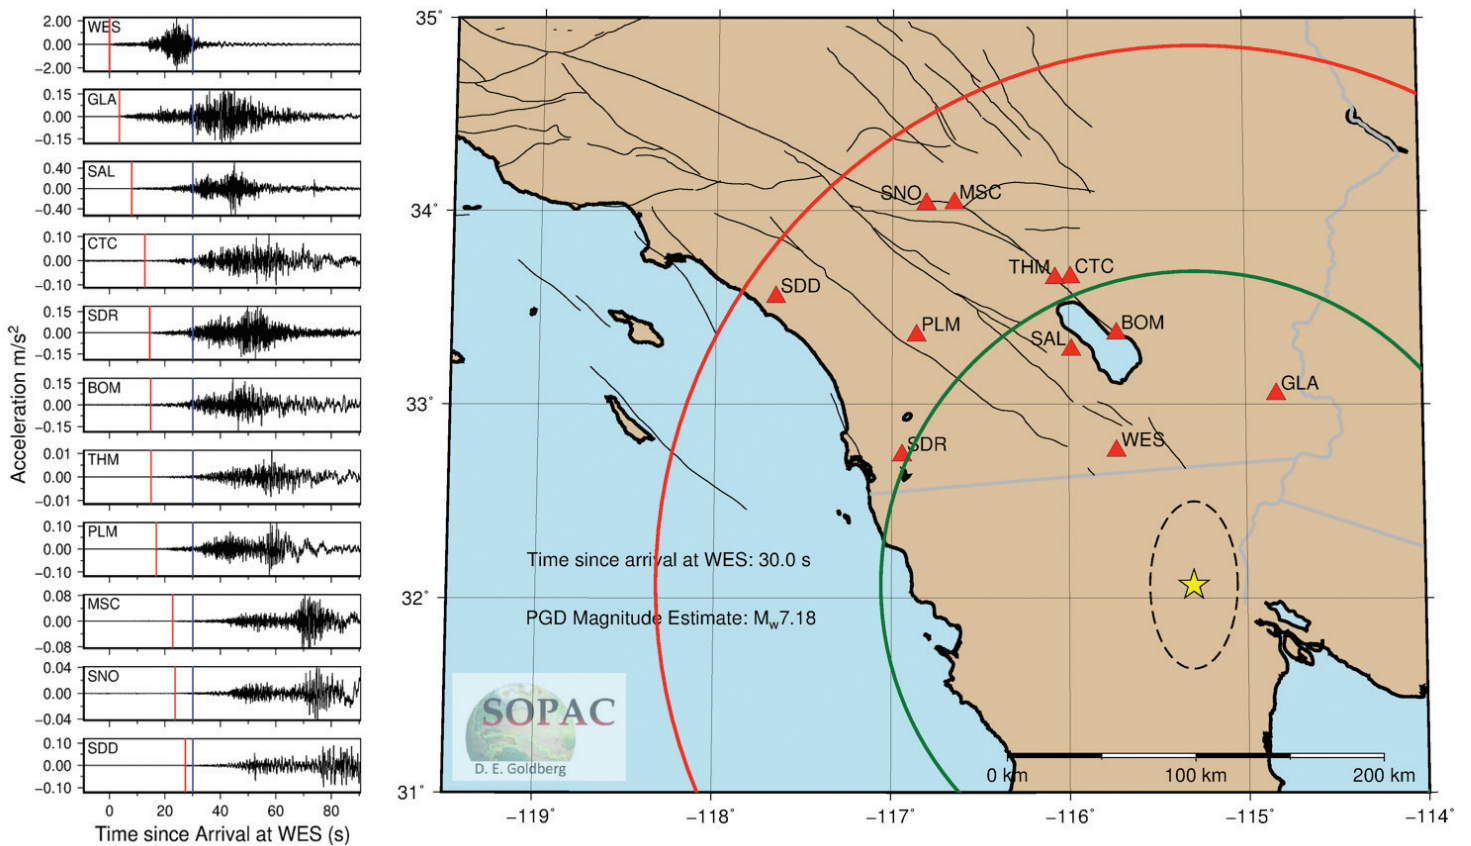 WES
2.00
0.00
−2.00
GLA
0.15
0.00
−0.15
SAL
0.40
0.00
−0.40
CTC
0.10
0.00
−0.10
SDR
0.15
0.00
−0.15
BOM
0.15
0.00
−0.15
THM
0.01
0.00
−0.01
PLM
0.10
0.00
−0.10
MSC
0.08
0.00
−0.08
SNO
0.04
0.00
−0.04
SDD
0.10
0.00
−0.10
0 20 40 60 80
Time since Arrival at WES (s)
Acceleration m/s²
35°
34°
33°
32°
31°
SNO MSC
THM CTC
SDD
PLM
BOM
SAL
GLA
SDR
WES
Time since arrival at WES: 30.0 s
PGD Magnitude Estimate: Mw7.18
SOPAC
D. E. Goldberg
0 km 100 km 200 km
−119° −118° −117° −116° −115° −114°